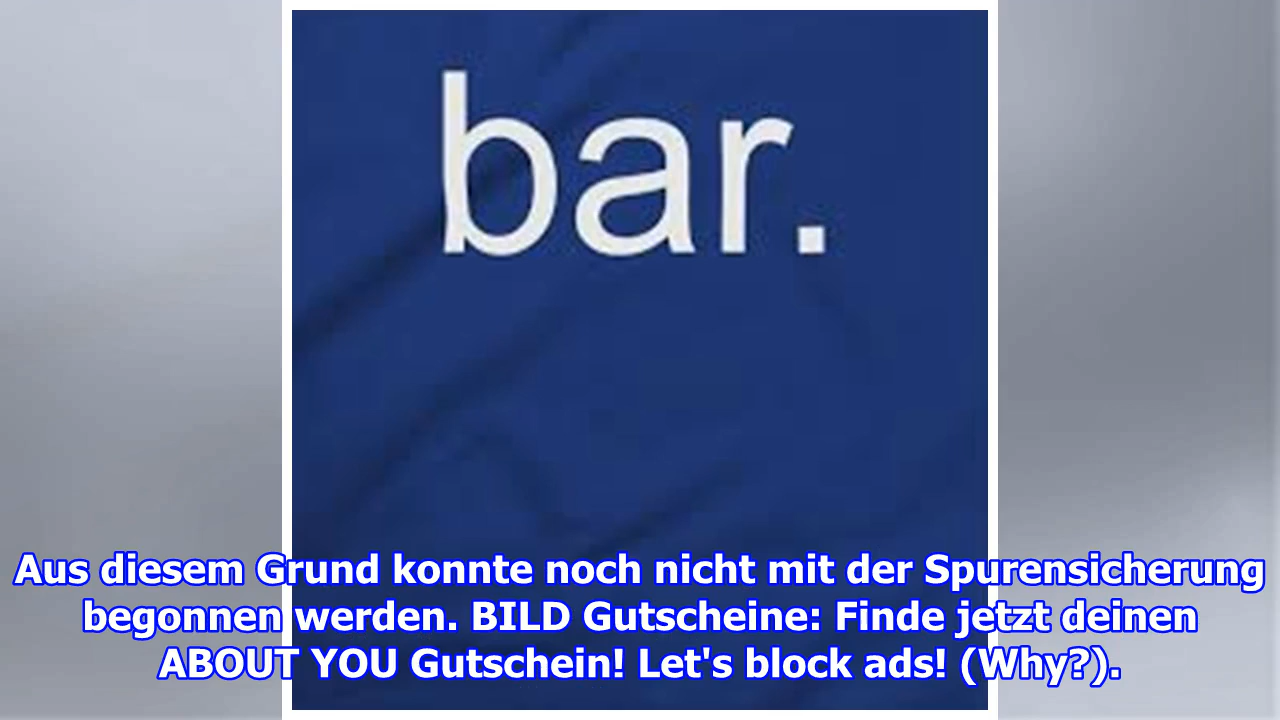 bar.
Aus diesem Grund konnte noch nicht mit der Spurensicherung
begonnen werden. BILD Gutscheine: Finde jetzt deinen
ABOUT YOU Gutschein! Let's block ads! (Why?).